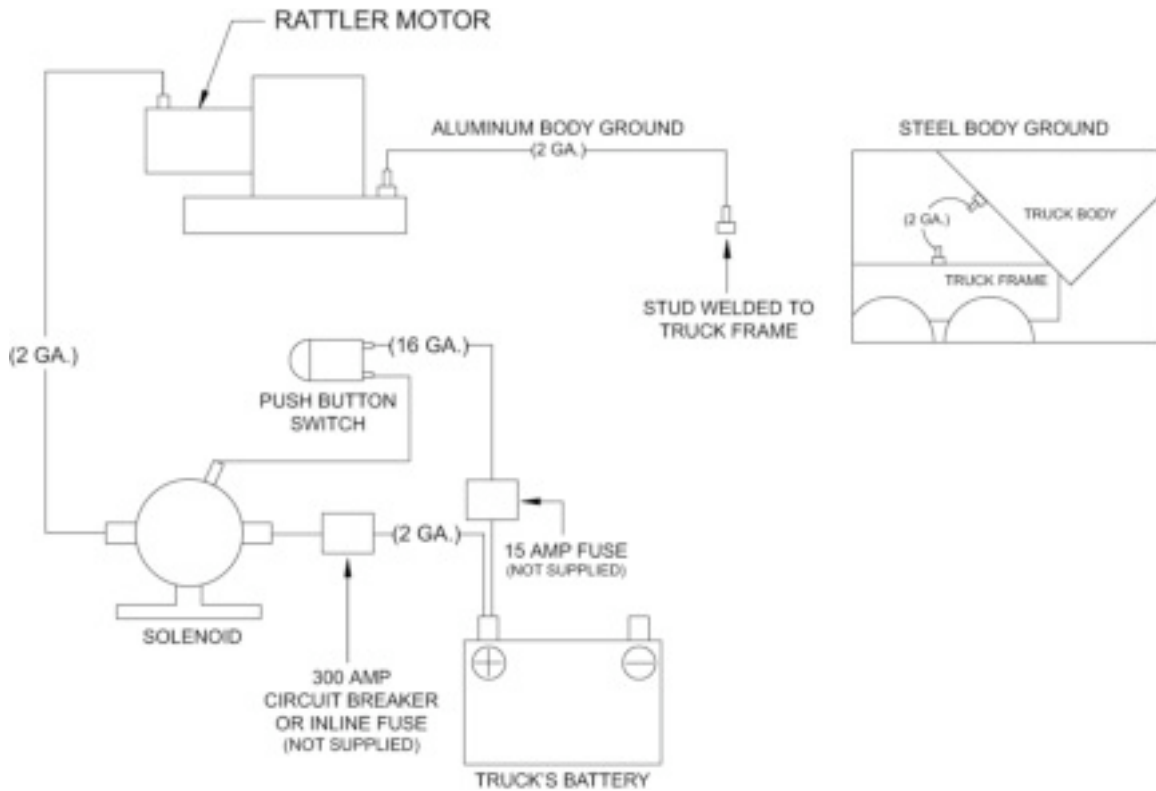 RATTLER MOTOR
ALUMINUM BODY GROUND
(2 GA.)
STEEL BODY GROUND
(2 GA.)
TRUCK BODY
TRUCK FRAME
STUD WELDED TO
TRUCK FRAME
(2 GA.)
(16 GA.)
PUSH BUTTON
SWITCH
(2 GA.)
15 AMP FUSE
(NOT SUPPLIED)
SOLENOID
300 AMP
CIRCUIT BREAKER
OR INLINE FUSE
(NOT SUPPLIED)
+
−
TRUCK'S BATTERY